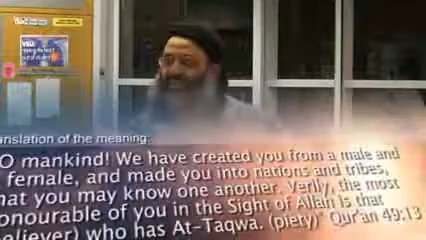 VSU
anslation of the meaning:
O mankind! We have created you from a male and
female, and made you into nations and tribes,
hat you may know one another. Verily, the most
onourable of you in the Sight of Allah is that
eliever) who has At-Taqwa. (piety)" Qur'an 49:13